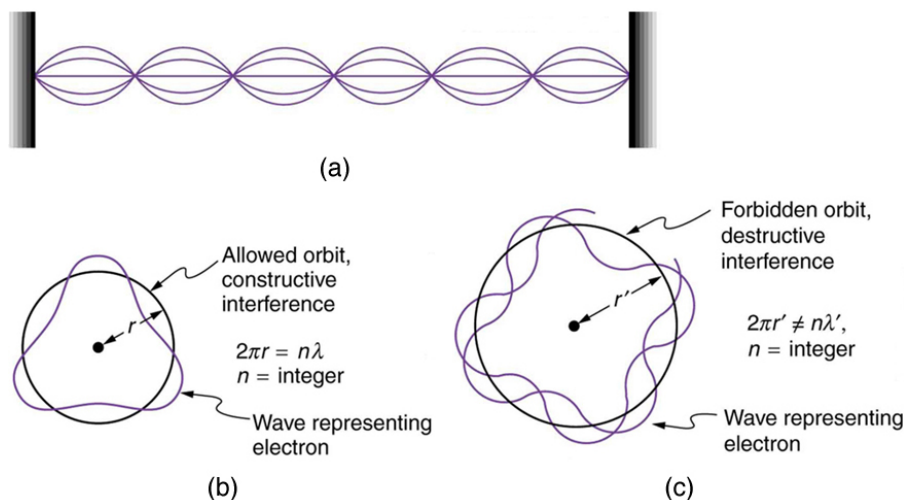 (a)
Allowed orbit,
constructive
interference
r
2πr = nλ
n = integer
Wave representing
electron
(b)
Forbidden orbit,
destructive
interference
r′
2πr′ ≠ nλ′,
n = integer
Wave representing
electron
(c)